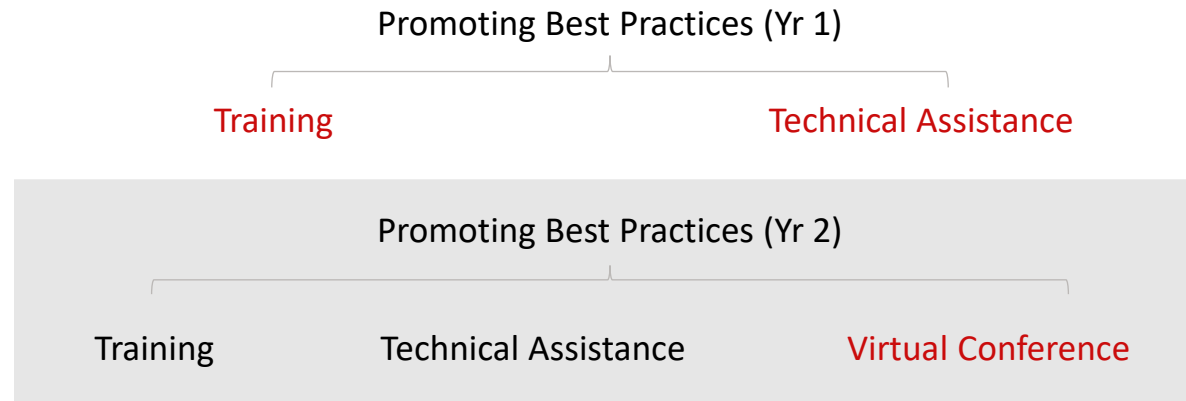 Promoting Best Practices (Yr 1)
Training Technical Assistance
Promoting Best Practices (Yr 2)
Training Technical Assistance Virtual Conference